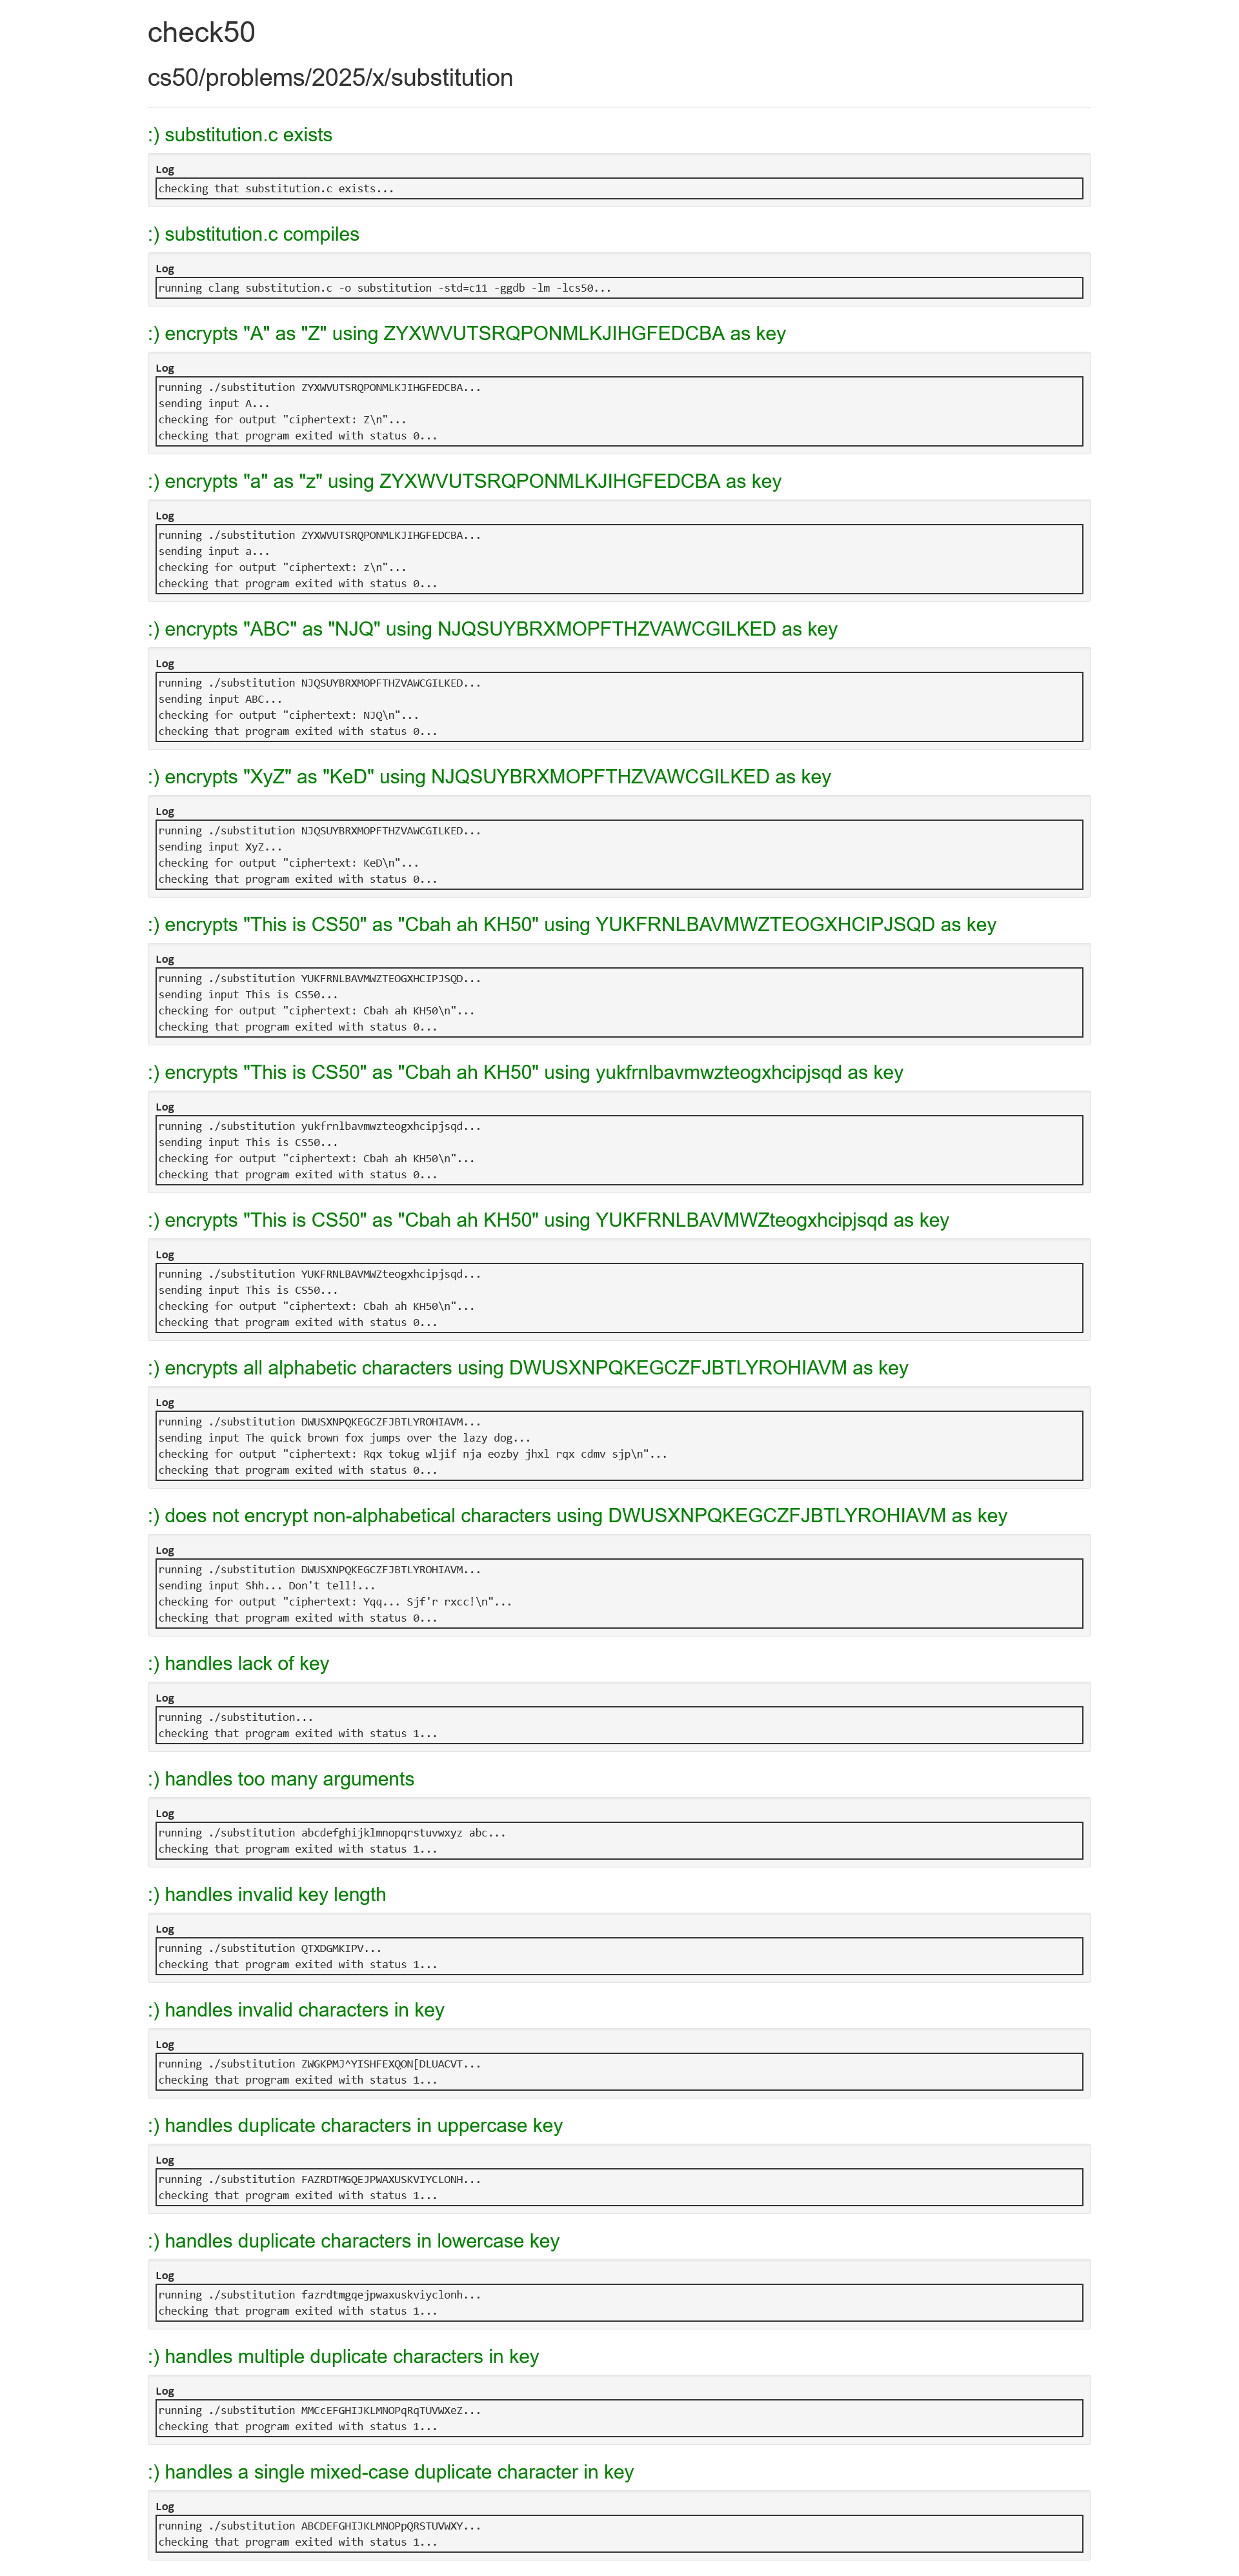 check50
cs50/problems/2025/x/substitution
:) substitution.c exists
Log
checking that substitution.c exists...
:) substitution.c compiles
Log
running clang substitution.c -o substitution -std=c11 -ggdb -lm -lcs50...
:) encrypts "A" as "Z" using ZYXWVUTSRQPONMLKJIHGFEDCBA as key
Log
running ./substitution ZYXWVUTSRQPONMLKJIHGFEDCBA...
sending input A...
checking for output "ciphertext: Z\n"...
checking that program exited with status 0...
:) encrypts "a" as "z" using ZYXWVUTSRQPONMLKJIHGFEDCBA as key
Log
running ./substitution ZYXWVUTSRQPONMLKJIHGFEDCBA...
sending input a...
checking for output "ciphertext: z\n"...
checking that program exited with status 0...
:) encrypts "ABC" as "NJQ" using NJQSUYBRXMOPFTHZVAWCGILKED as key
Log
running ./substitution NJQSUYBRXMOPFTHZVAWCGILKED...
sending input ABC...
checking for output "ciphertext: NJQ\n"...
checking that program exited with status 0...
:) encrypts "XyZ" as "KeD" using NJQSUYBRXMOPFTHZVAWCGILKED as key
Log
running ./substitution NJQSUYBRXMOPFTHZVAWCGILKED...
sending input XyZ...
checking for output "ciphertext: KeD\n"...
checking that program exited with status 0...
:) encrypts "This is CS50" as "Cbah ah KH50" using YUKFRNLBAVMWZTEOGXHCIPJSQD as key
Log
running ./substitution YUKFRNLBAVMWZTEOGXHCIPJSQD...
sending input This is CS50...
checking for output "ciphertext: Cbah ah KH50\n"...
checking that program exited with status 0...
:) encrypts "This is CS50" as "Cbah ah KH50" using yukfrnlbavmwzteogxhcipjsqd as key
Log
running ./substitution yukfrnlbavmwzteogxhcipjsqd...
sending input This is CS50...
checking for output "ciphertext: Cbah ah KH50\n"...
checking that program exited with status 0...
:) encrypts "This is CS50" as "Cbah ah KH50" using YUKFRNLBAVMWZteogxhcipjsqd as key
Log
running ./substitution YUKFRNLBAVMWZteogxhcipjsqd...
sending input This is CS50...
checking for output "ciphertext: Cbah ah KH50\n"...
checking that program exited with status 0...
:) encrypts all alphabetic characters using DWUSXNPQKEGCZFJBTLYROHIAVM as key
Log
running ./substitution DWUSXNPQKEGCZFJBTLYROHIAVM...
sending input The quick brown fox jumps over the lazy dog...
checking for output "ciphertext: Rqx tokug wljif nja eozby jhxl rqx cdmv sjp\n"...
checking that program exited with status 0...
:) does not encrypt non-alphabetical characters using DWUSXNPQKEGCZFJBTLYROHIAVM as key
Log
running ./substitution DWUSXNPQKEGCZFJBTLYROHIAVM...
sending input Shh... Don't tell!...
checking for output "ciphertext: Yqq... Sjf'r rxcc!\n"...
checking that program exited with status 0...
:) handles lack of key
Log
running ./substitution...
checking that program exited with status 1...
:) handles too many arguments
Log
running ./substitution abcdefghijklmnopqrstuvwxyz abc...
checking that program exited with status 1...
:) handles invalid key length
Log
running ./substitution QTXDGMKIPV...
checking that program exited with status 1...
:) handles invalid characters in key
Log
running ./substitution ZWGKPMJ^YISHFEXQON[DLUACVT...
checking that program exited with status 1...
:) handles duplicate characters in uppercase key
Log
running ./substitution FAZRDTMGQEJPWAXUSKVIYCLONH...
checking that program exited with status 1...
:) handles duplicate characters in lowercase key
Log
running ./substitution fazrdtmgqejpwaxuskviyclonh...
checking that program exited with status 1...
:) handles multiple duplicate characters in key
Log
running ./substitution MMCcEFGHIJKLMNOPqRqTUVWXeZ...
checking that program exited with status 1...
:) handles a single mixed-case duplicate character in key
Log
running ./substitution ABCDEFGHIJKLMNOPpQRSTUVWXY...
checking that program exited with status 1...